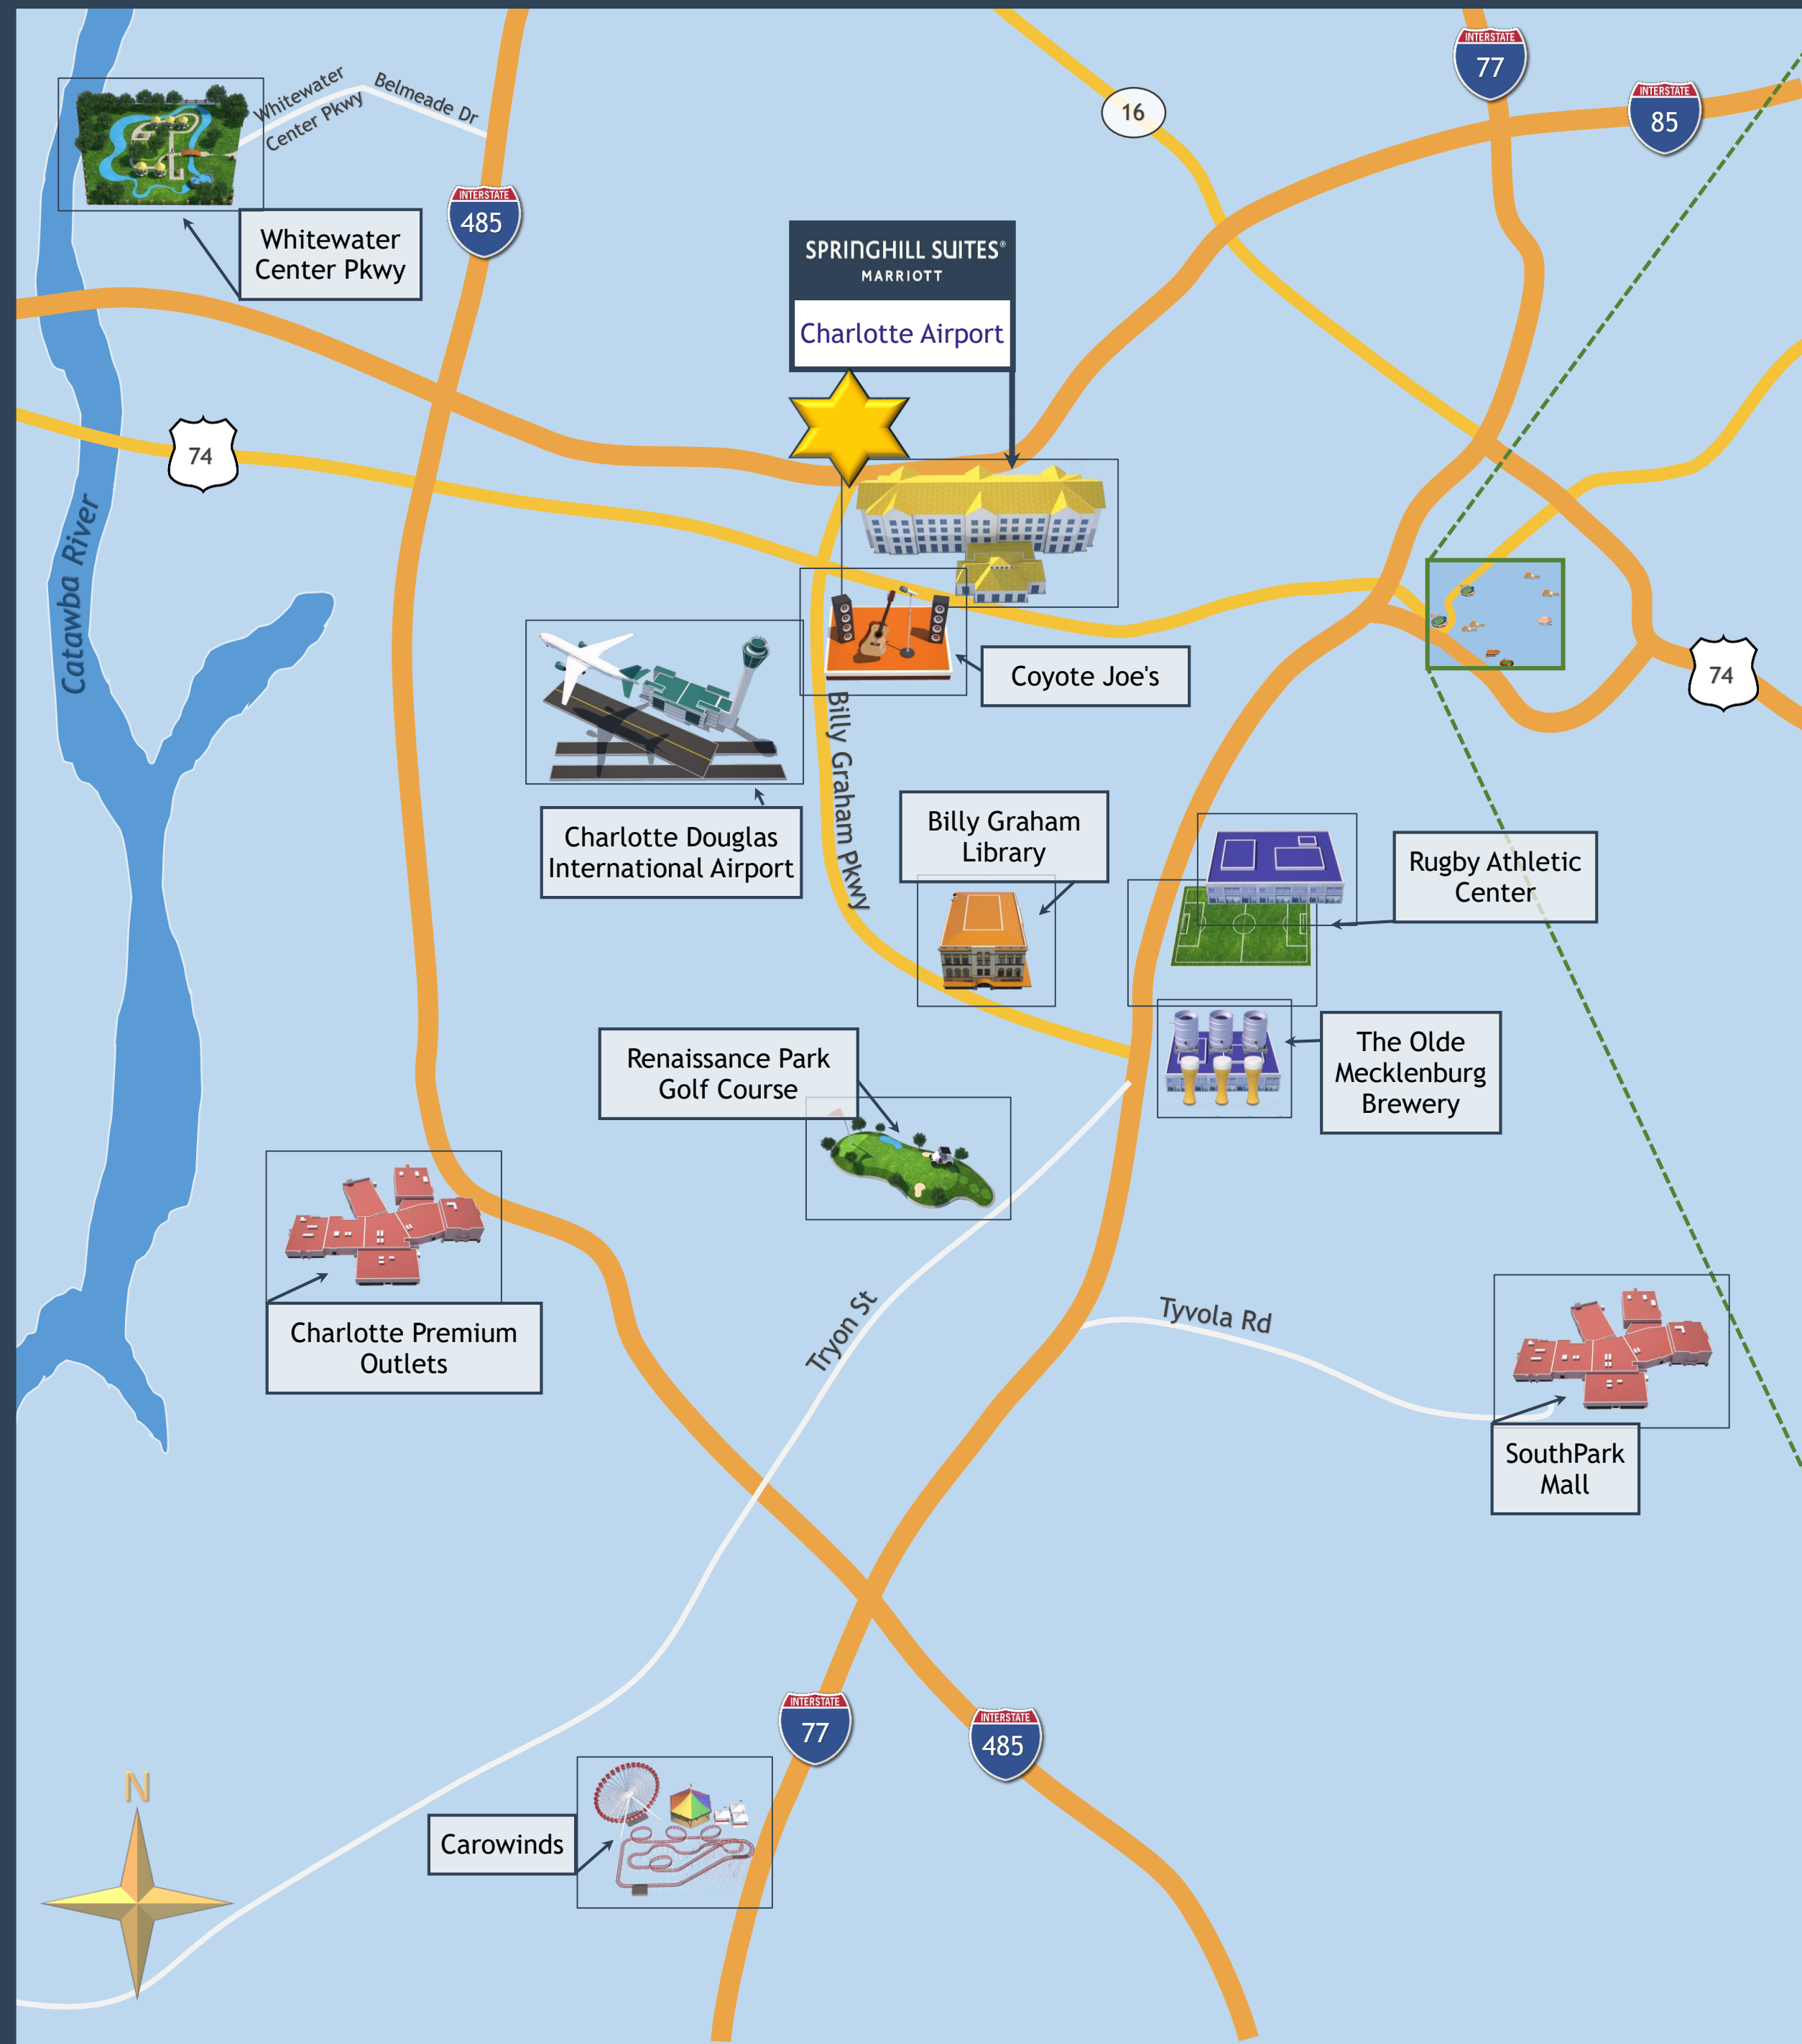 INTERSTATE
77
INTERSTATE
85
16
Whitewater
Center Pkwy
Belmeade Dr
INTERSTATE
485
Whitewater
Center Pkwy
SPRINGHILL SUITES®
MARRIOTT
Charlotte Airport
74
Catawba River
Coyote Joe's
74
Billy Graham Pkwy
Charlotte Douglas
International Airport
Billy Graham
Library
Rugby Athletic
Center
Renaissance Park
Golf Course
The Olde
Mecklenburg
Brewery
Charlotte Premium
Outlets
Tryon St
Tyvola Rd
SouthPark
Mall
INTERSTATE
77
INTERSTATE
485
N
Carowinds